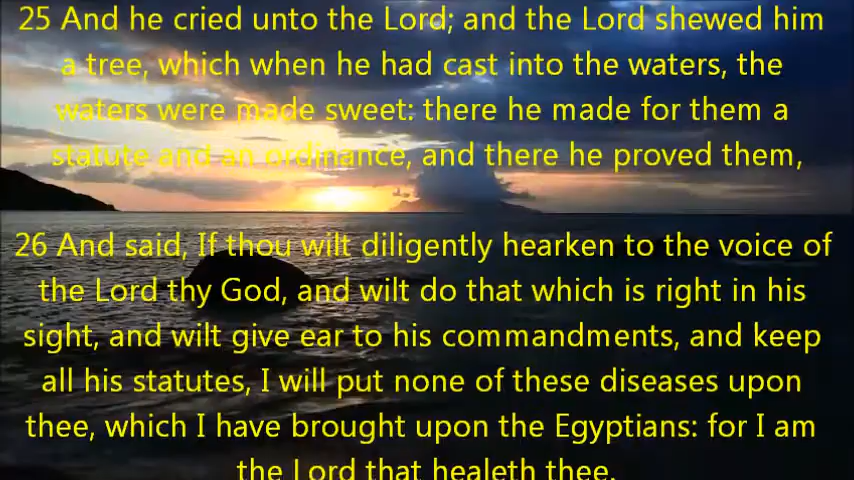 25 And he cried unto the Lord; and the Lord shewed him
a tree, which when he had cast into the waters, the
waters were made sweet: there he made for them a
statute and an ordinance, and there he proved them,
26 And said, If thou wilt diligently hearken to the voice of
the Lord thy God, and wilt do that which is right in his
sight, and wilt give ear to his commandments, and keep
all his statutes, I will put none of these diseases upon
thee, which I have brought upon the Egyptians: for I am
the Lord that healeth thee.